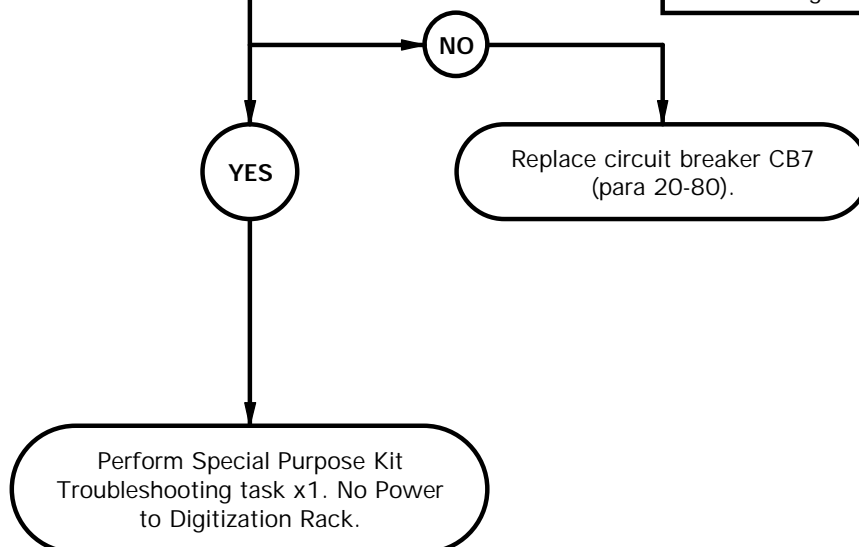 NO
YES
Replace circuit breaker CB7
(para 20-80).
Perform Special Purpose Kit
Troubleshooting task x1. No Power
to Digitization Rack.